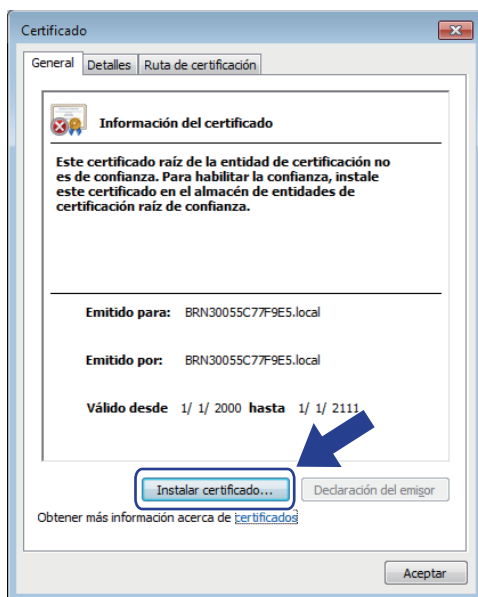 Certificado
General Detalles Ruta de certificación
Información del certificado
Este certificado raíz de la entidad de certificación no
es de confianza. Para habilitar la confianza, instale
este certificado en el almacén de entidades de
certificación raíz de confianza.
Emitido para: BRN30055C77F9E5.local
Emitido por: BRN30055C77F9E5.local
Válido desde 1/ 1/ 2000 hasta 1/ 1/ 2111
Instalar certificado... Declaración del emisor
Obtener más información acerca de certificados
Aceptar